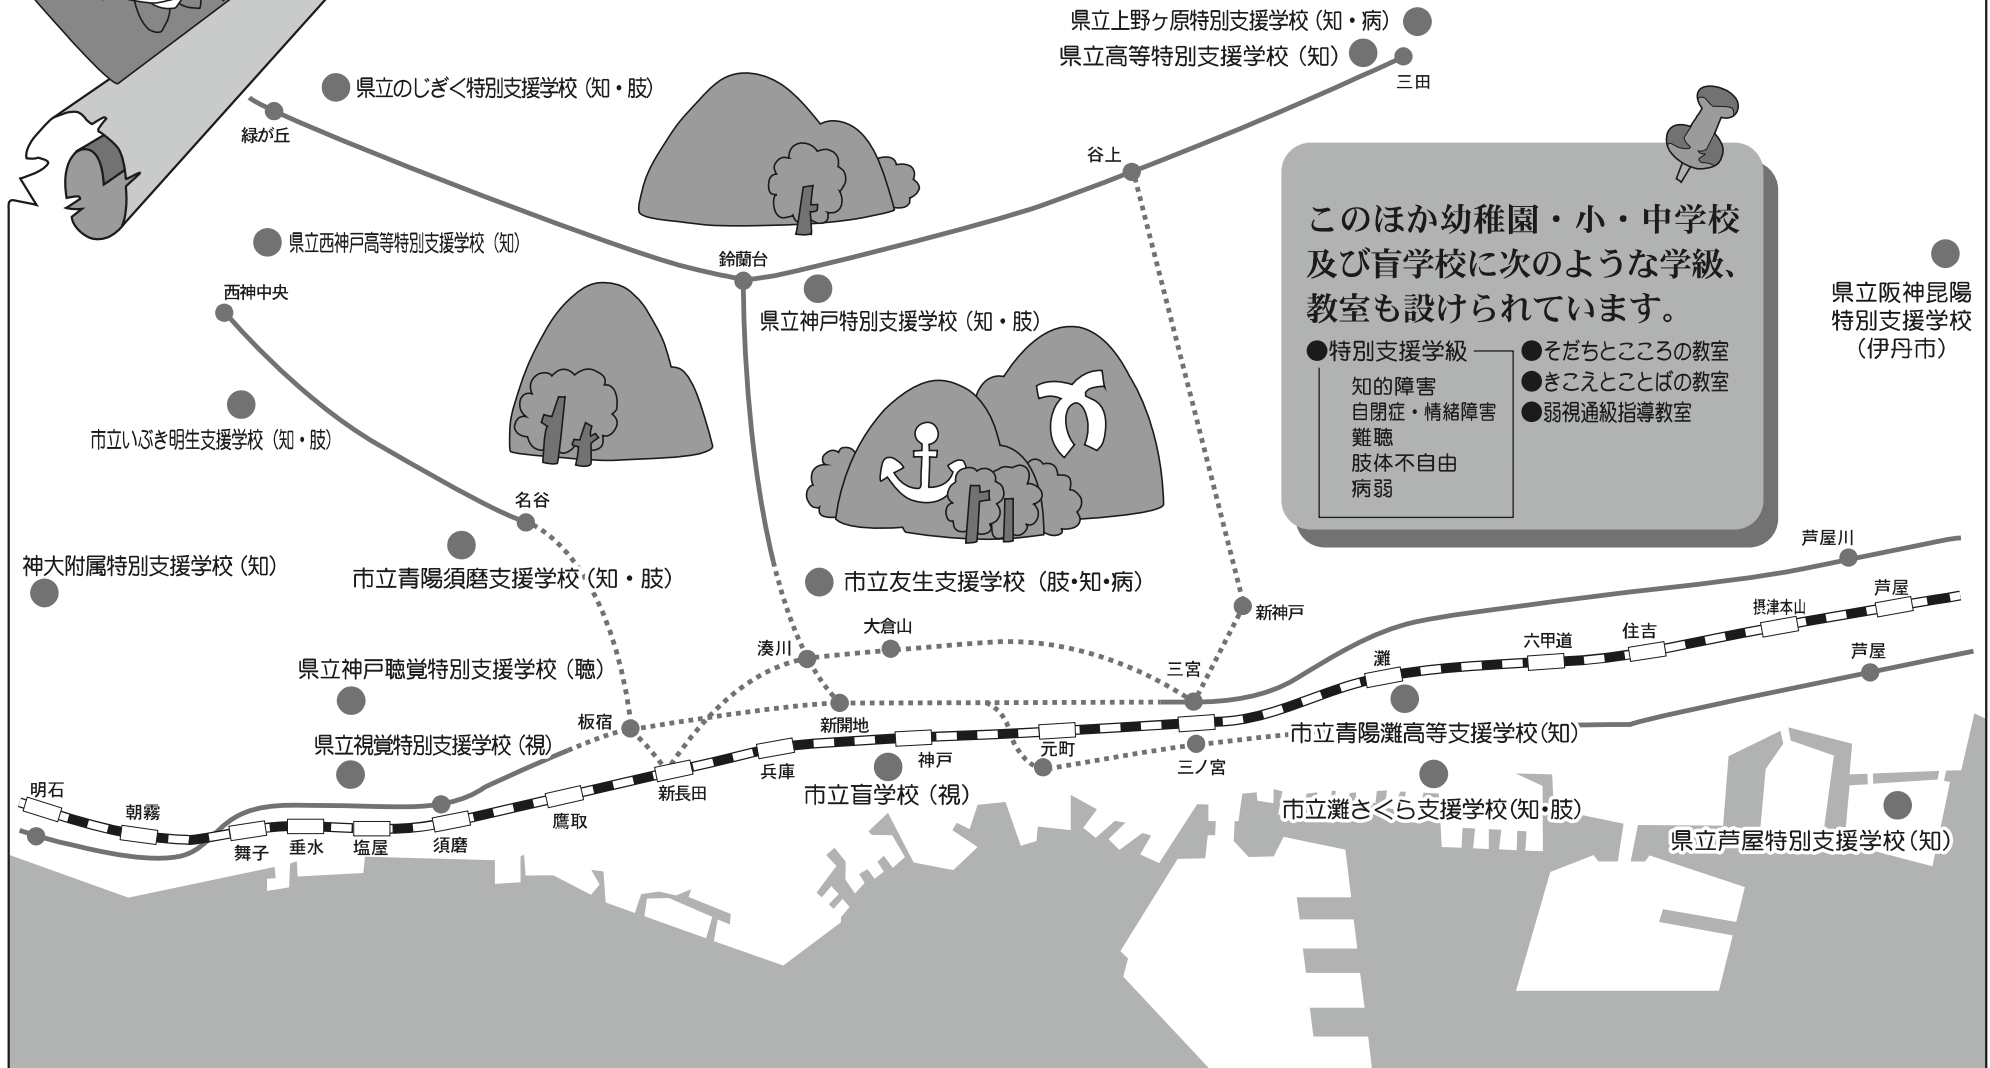 県立上野ヶ原特別支援学校（知・病）
県立高等特別支援学校（知）
三田
県立のじぎく特別支援学校（知・肢）
緑が丘
谷上
県立西神戸高等特別支援学校（知）
鈴蘭台
西神中央
県立神戸特別支援学校（知・肢）
このほか幼稚園・小・中学校
及び盲学校に次のような学級、
教室も設けられています。
●特別支援学級
知的障害
自閉症・情緒障害
難聴
肢体不自由
病弱
●そだちとこころの教室
●きこえとことばの教室
●弱視通級指導教室
県立阪神昆陽
特別支援学校
（伊丹市）
市立いぶき明生支援学校（知・肢）
名谷
神大附属特別支援学校（知）
市立青陽須磨支援学校（知・肢）
市立友生支援学校（肢・知・病）
芦屋川
芦屋
摂津本山
新神戸
大倉山
湊川
住吉
六甲道
灘
芦屋
三宮
県立神戸聴覚特別支援学校（聴）
板宿
新開地
県立視覚特別支援学校（視）
市立青陽灘高等支援学校（知）
元町
神戸
三ノ宮
兵庫
新長田
市立盲学校（視）
明石
朝霧
鷹取
市立灘さくら支援学校（知・肢）
舞子
垂水
塩屋
須磨
県立芦屋特別支援学校（知）